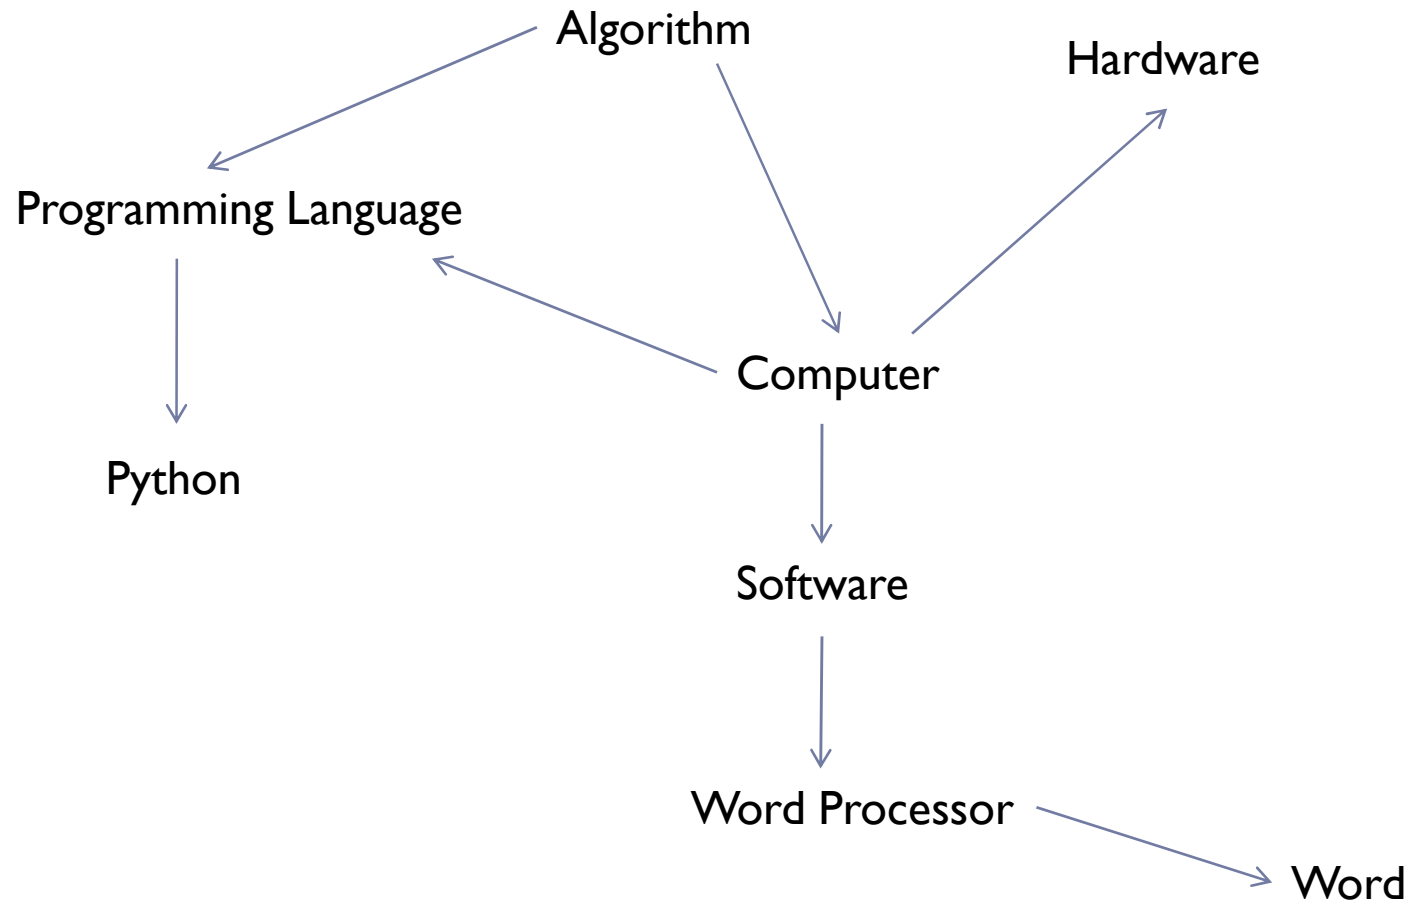 Algorithm
Hardware
Programming Language
Computer
Python
Software
Word Processor
Word